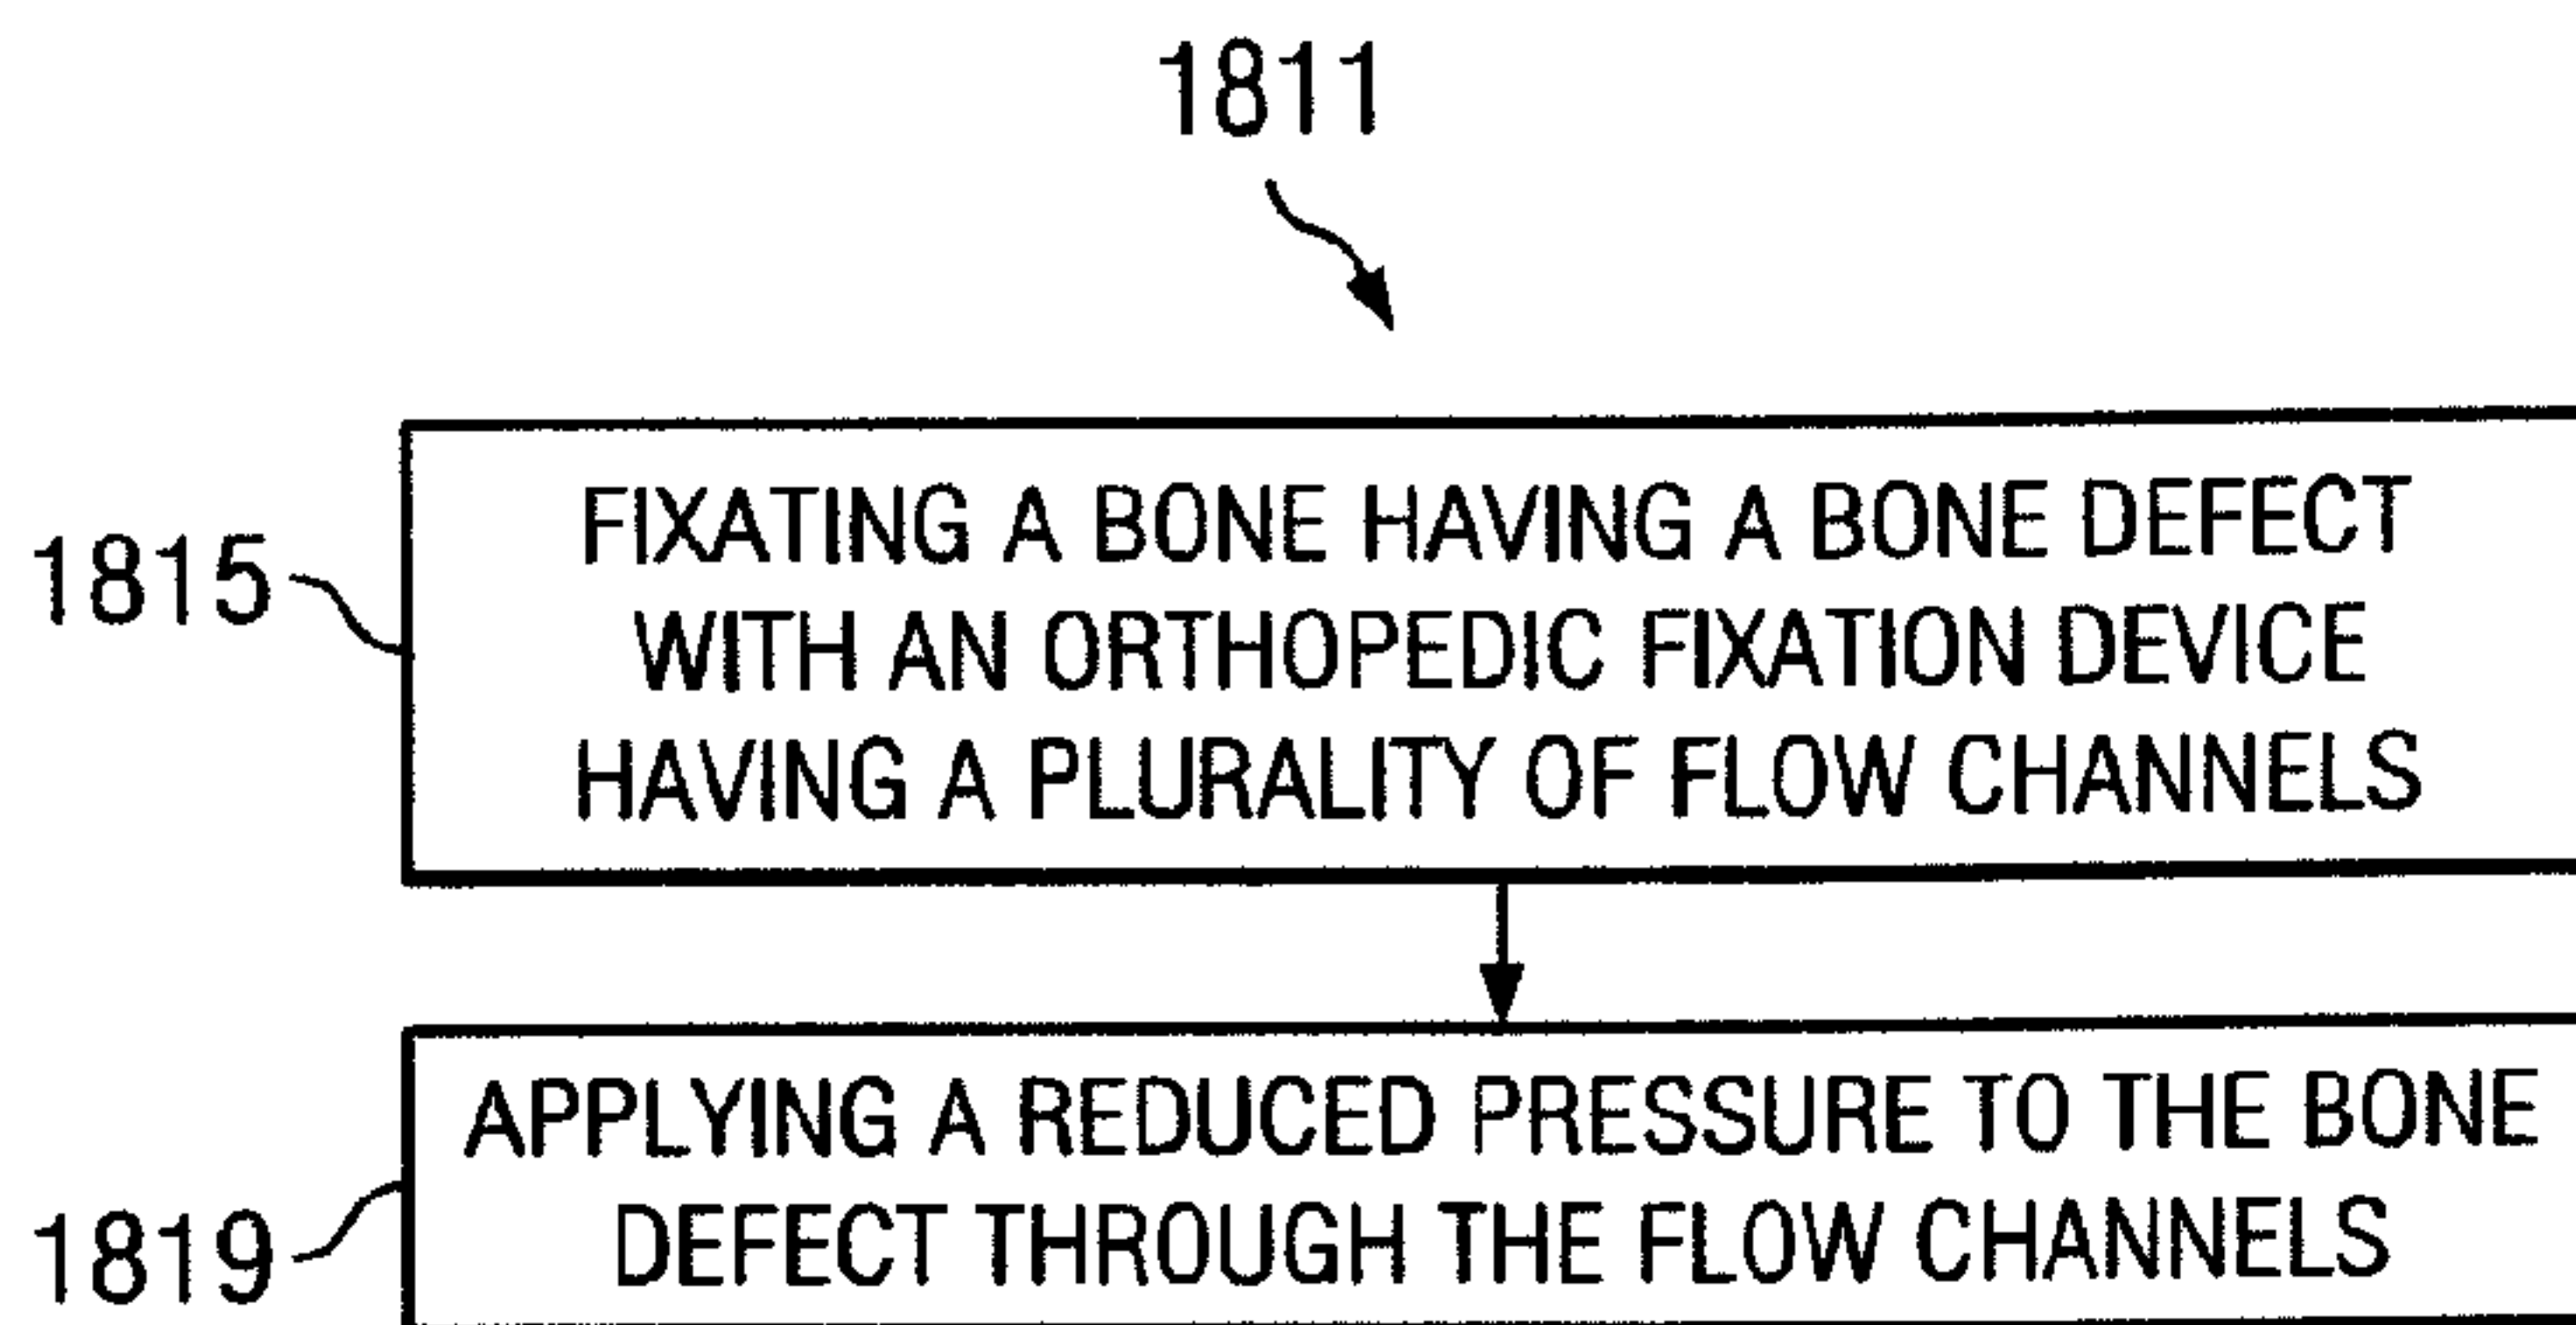 1811
1815
FIXATING A BONE HAVING A BONE DEFECT
WITH AN ORTHOPEDIC FIXATION DEVICE
HAVING A PLURALITY OF FLOW CHANNELS
1819
APPLYING A REDUCED PRESSURE TO THE BONE
DEFECT THROUGH THE FLOW CHANNELS